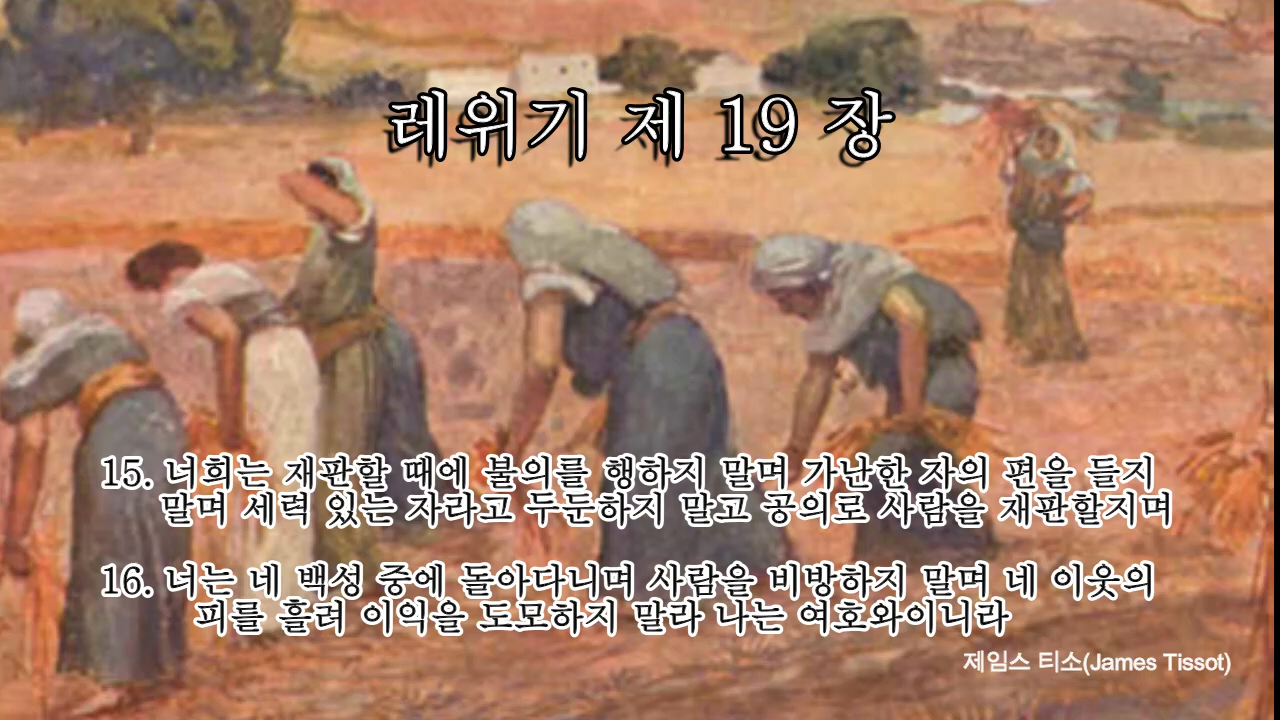 레위기 제 19 장
15. 너희는 재판할 때에 불의를 행하지 말며 가난한 자의 편을 들지
말며 세력 있는 자라고 두둔하지 말고 공의로 사람을 재판할지며
16. 너는 네 백성 중에 돌아다니며 사람을 비방하지 말며 네 이웃의
피를 흘려 이익을 도모하지 말라 나는 여호와이니라
제임스 티소(James Tissot)